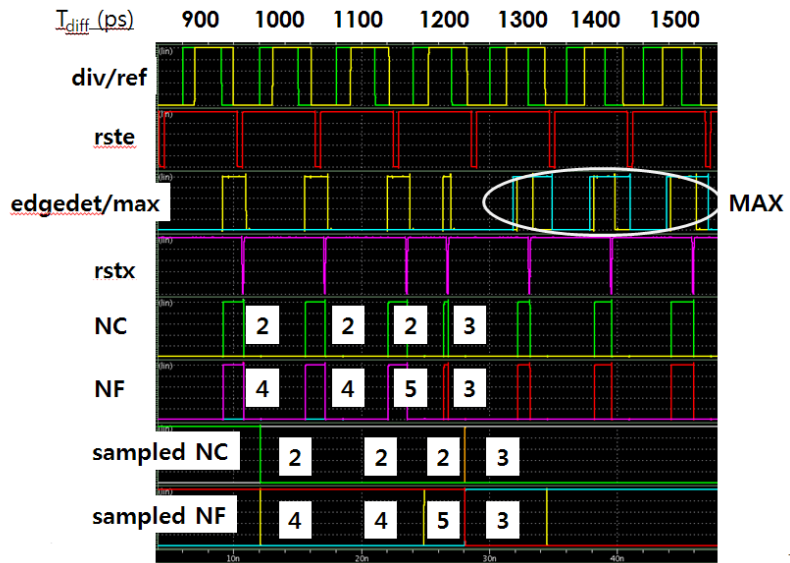 Tdiff (ps) 900 1000 1100 1200 1300 1400 1500
div/ref
rste
edgedet/max MAX
rstx
NC 2 2 2 3
NF 4 4 5 3
sampled NC 2 2 2 3
sampled NF 4 4 5 3
10n 20n 30n 40n